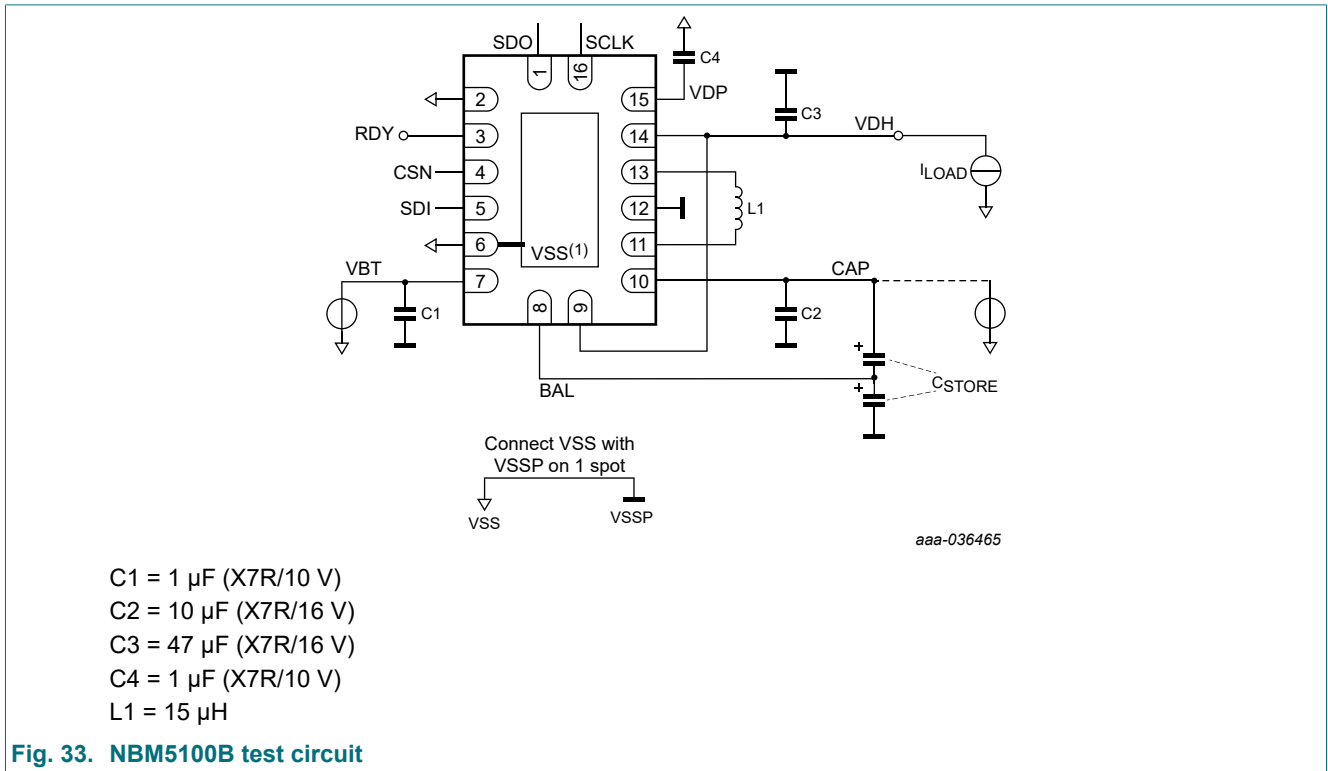 SDO
SCLK
C4
1
16
2
15
VDP
C3
RDY
3
14
VDH
CSN
4
13
ILOAD
SDI
5
12
L1
6
VSS(1)
11
VBT
7
10
CAP
C1
8
9
C2
BAL
+
+
CSTORE
Connect VSS with
VSSP on 1 spot
VSS
VSSP
aaa-036465
C1 = 1 µF (X7R/10 V)
C2 = 10 µF (X7R/16 V)
C3 = 47 µF (X7R/16 V)
C4 = 1 µF (X7R/10 V)
L1 = 15 µH
Fig. 33. NBM5100B test circuit